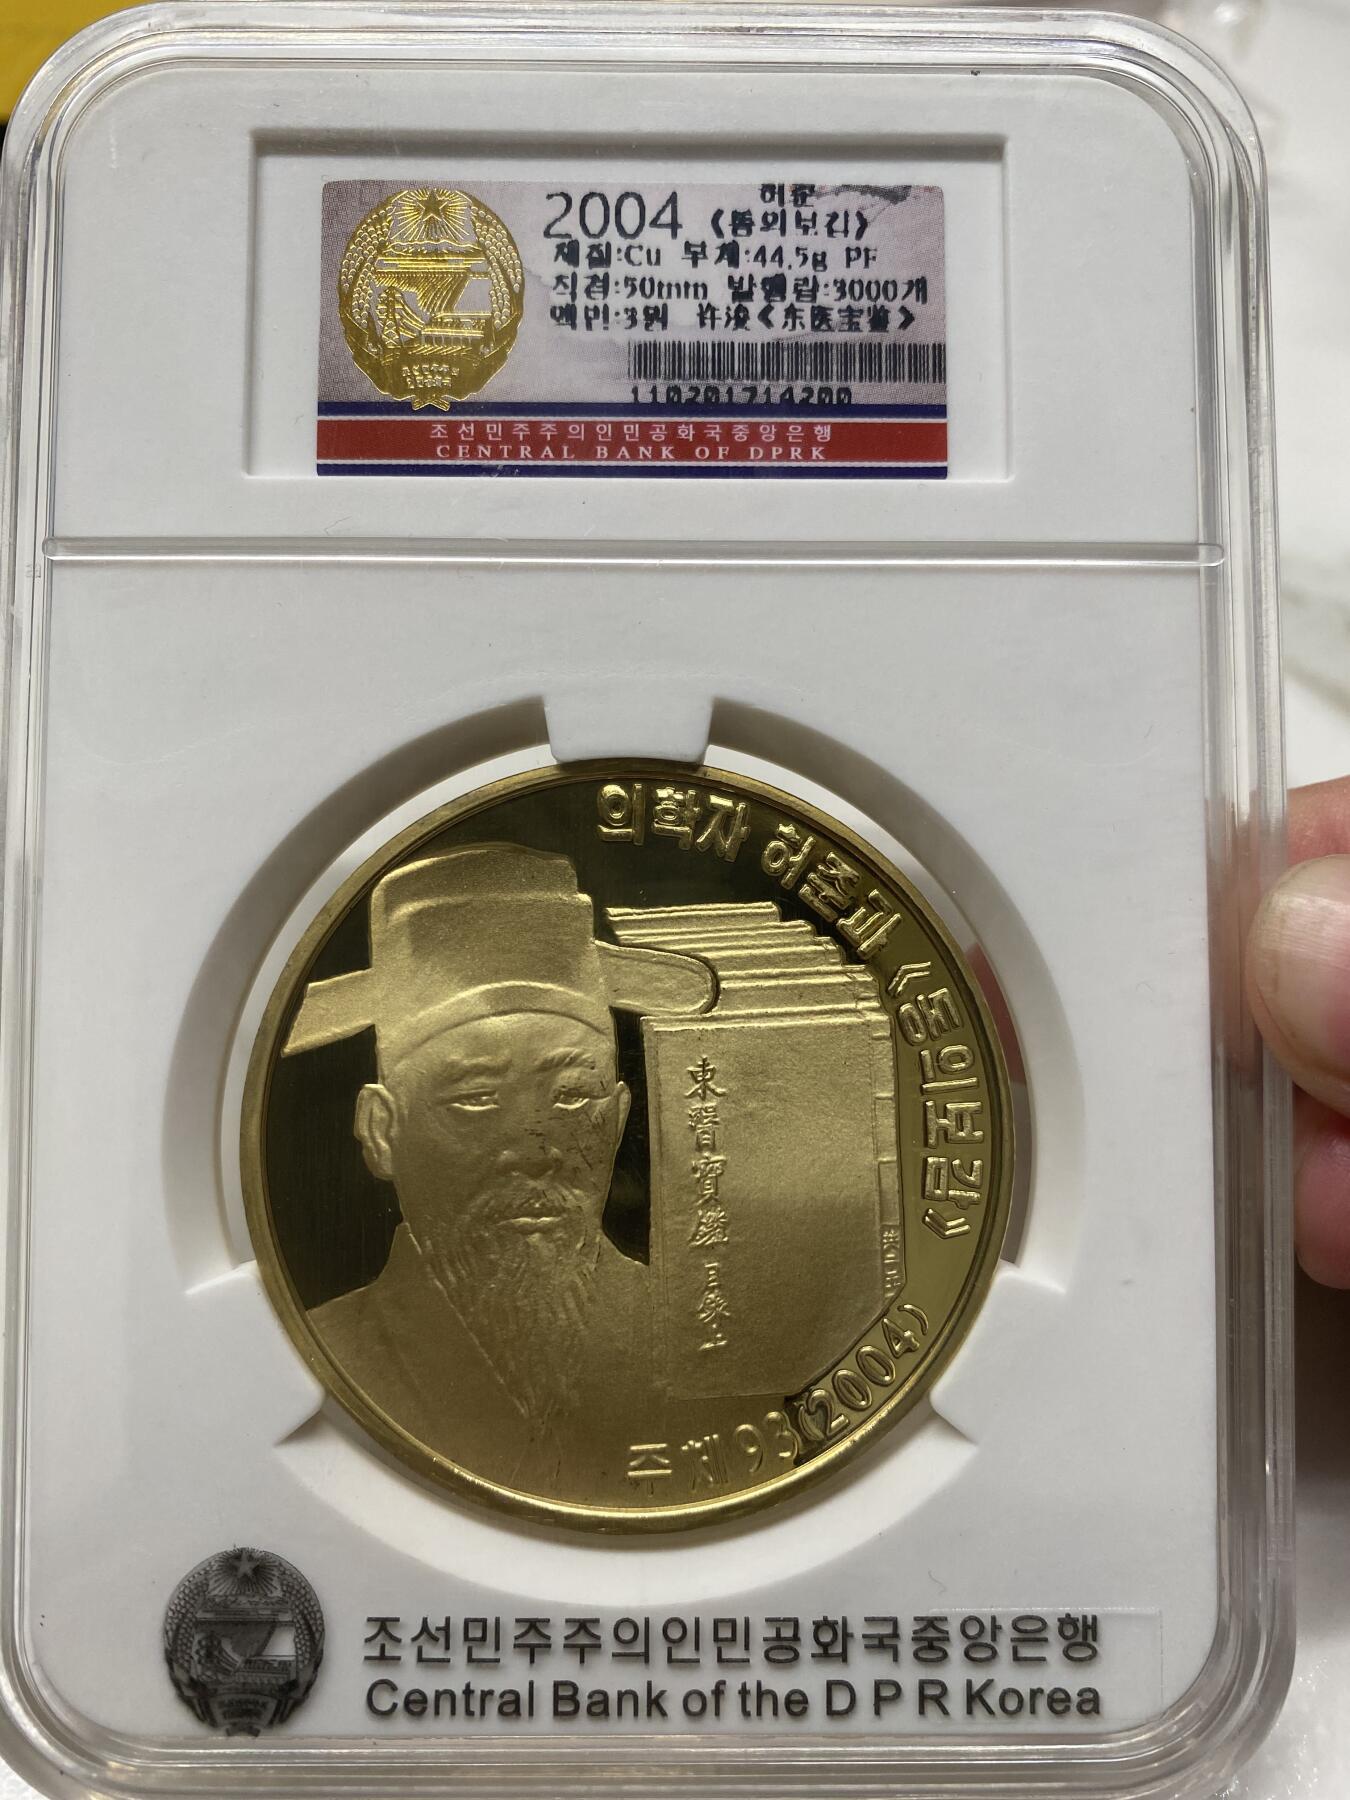 2004 허준
《동의보감》
재질:Cu 무게:44.5g PF
직경:50mm 발행량:3000개
액면:3원 许浚《东医宝鉴》
110201714200
조선민주주의인민공화국중앙은행
CENTRAL BANK OF DPRK
의학자 허준과 《동의보감》
東醫寶鑑
주체93(2004)
조선민주주의인민공화국중앙은행
Central Bank of the D P R Korea